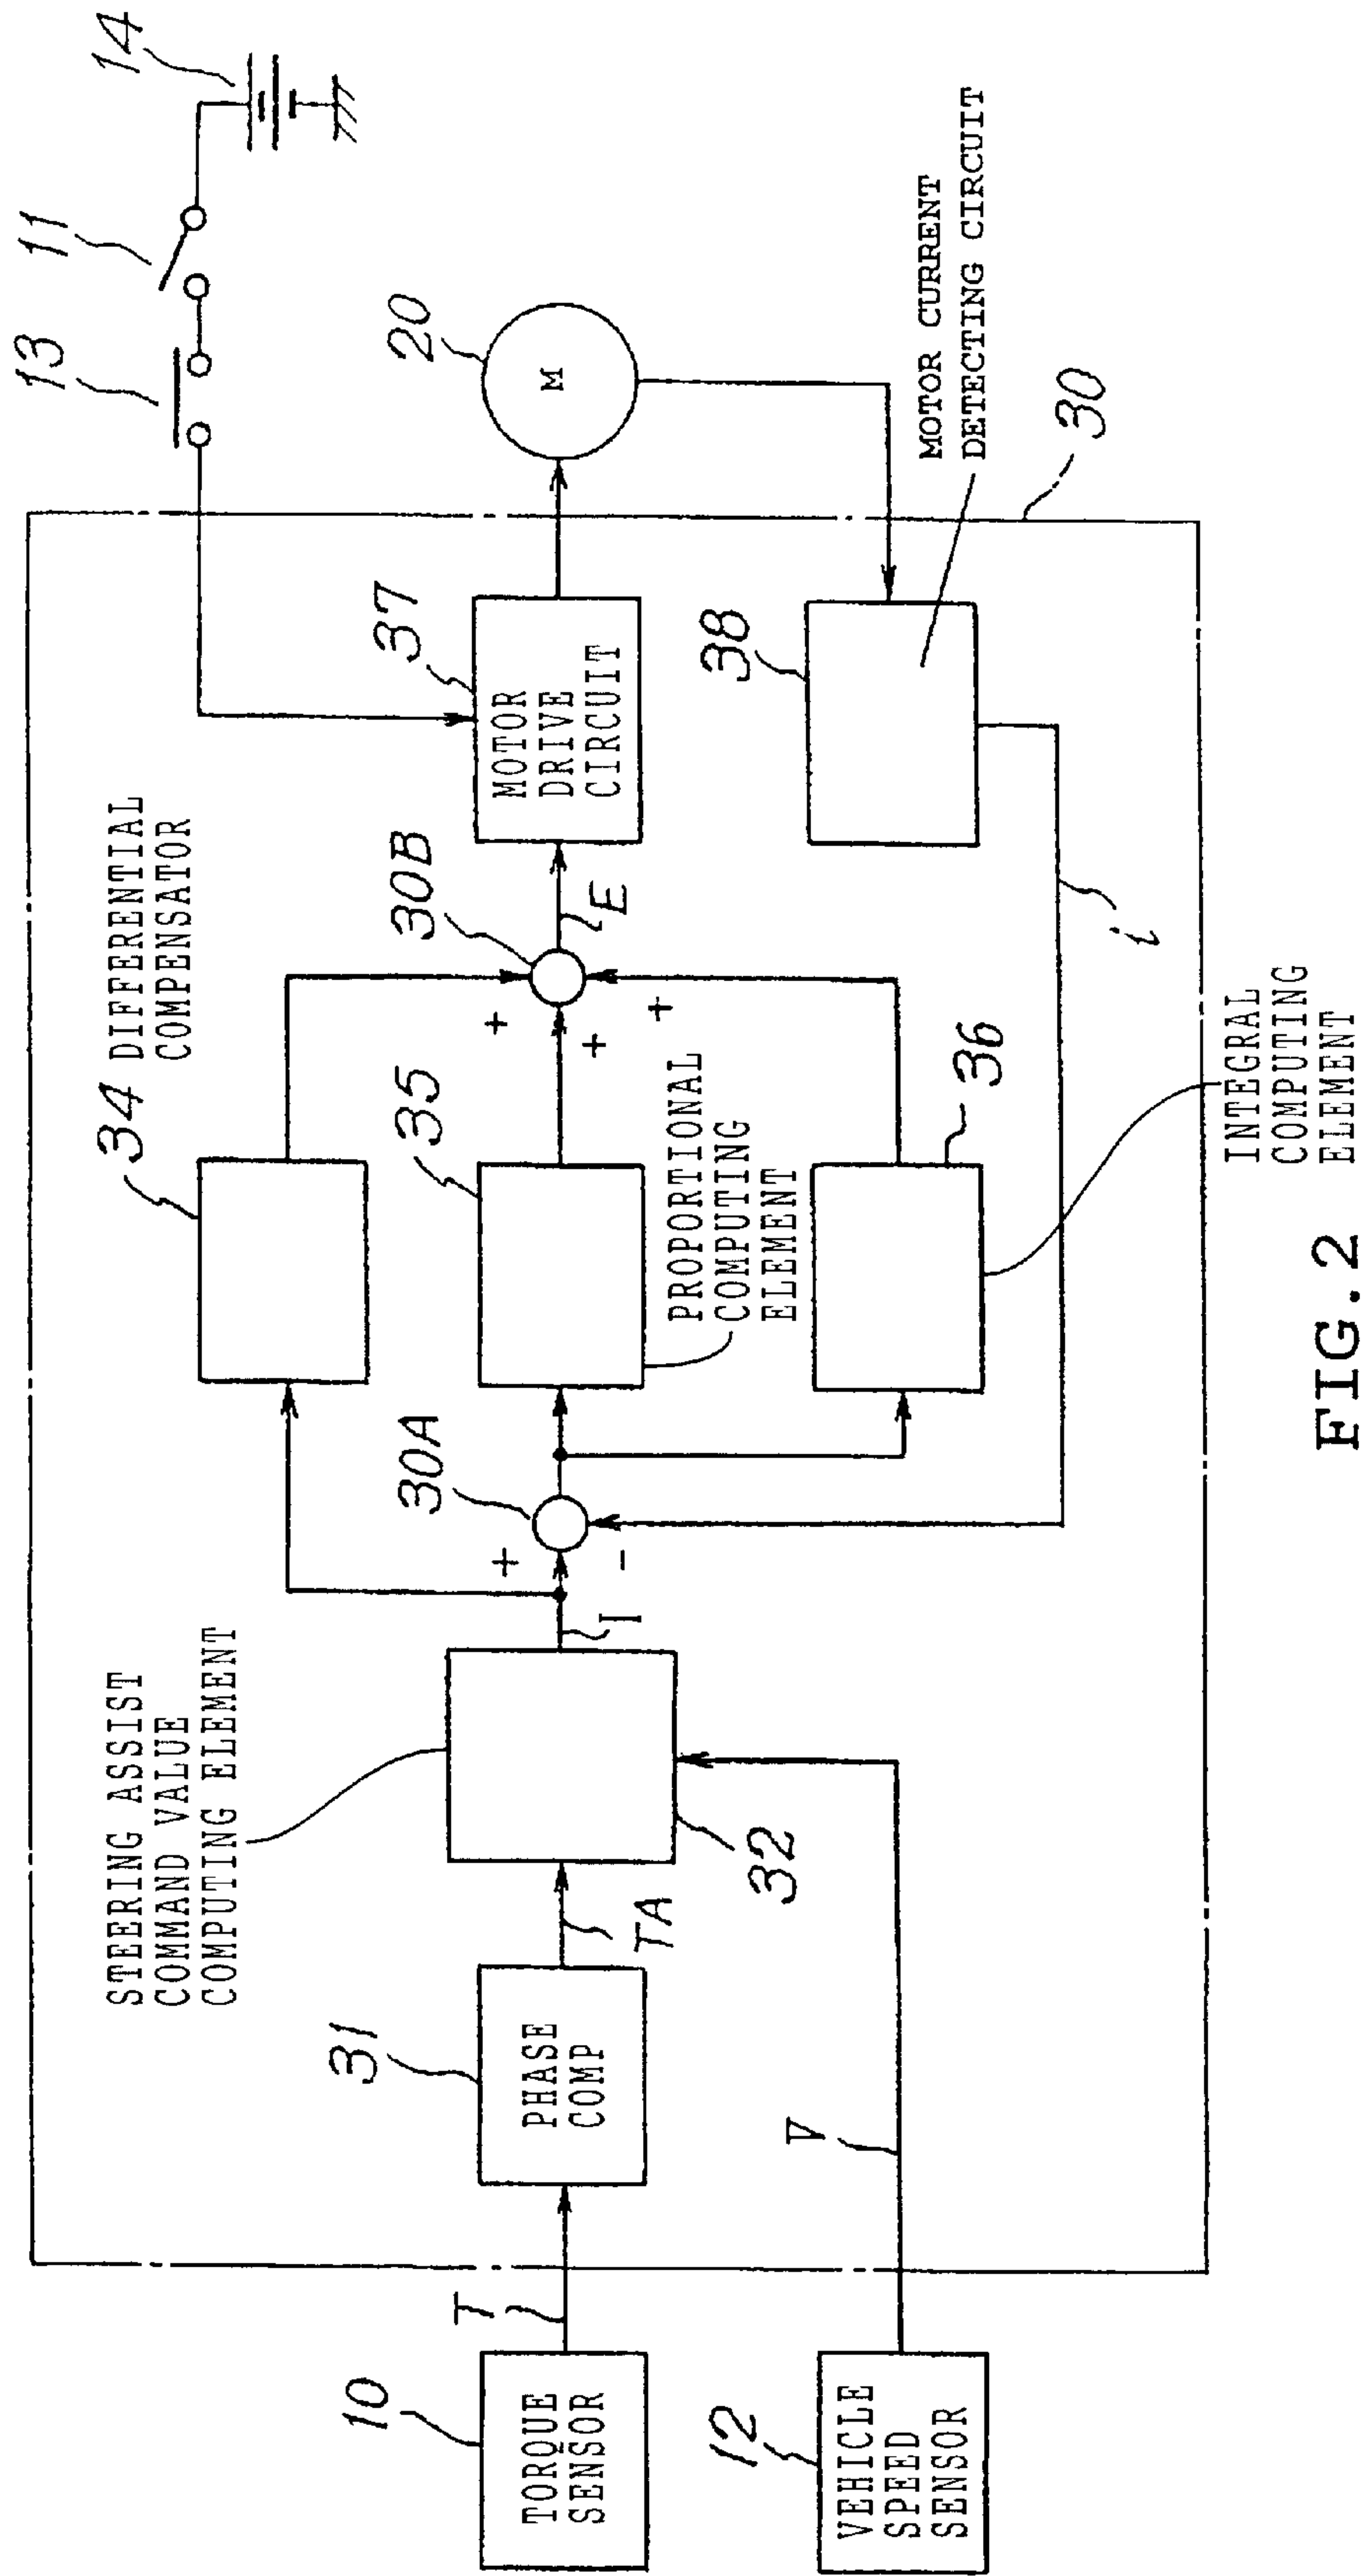 14
11
13
20
M
MOTOR CURRENT
DETECTING CIRCUIT
30
37
MOTOR
DRIVE
CIRCUIT
38
34
DIFFERENTIAL
COMPENSATOR
30B
E
+
+
+
i
35
PROPORTIONAL
COMPUTING
ELEMENT
36
INTEGRAL
COMPUTING
ELEMENT
30A
+
-
I
STEERING ASSIST
COMMAND VALUE
COMPUTING ELEMENT
32
TA
31
PHASE
COMP
V
T
10
TORQUE
SENSOR
12
VEHICLE
SPEED
SENSOR
FIG. 2